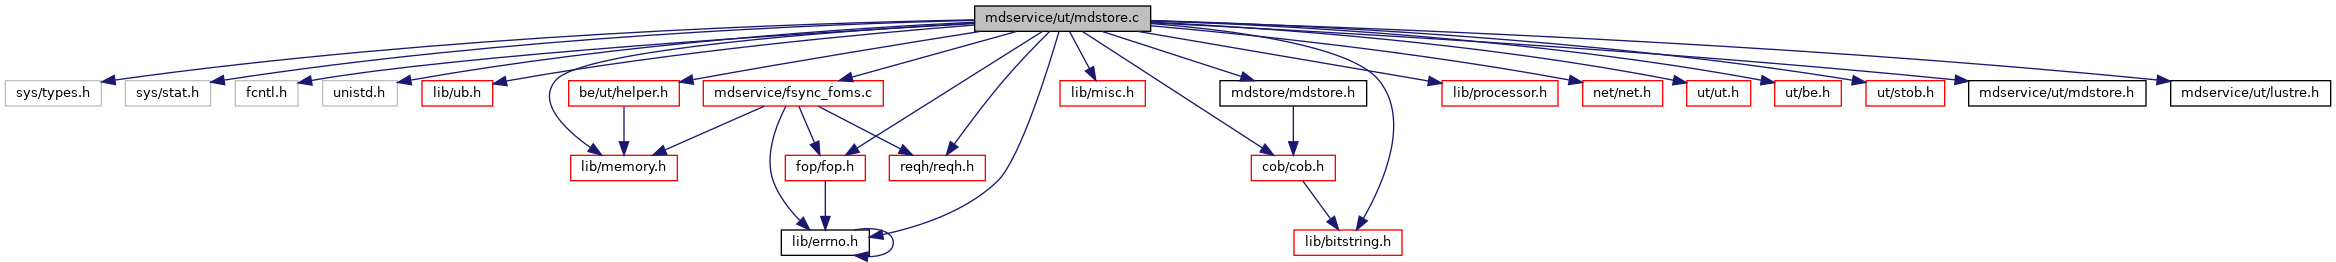 mdservice/ut/mdstore.c
sys/types.h
sys/stat.h
fcntl.h
unistd.h
lib/ub.h
be/ut/helper.h
mdservice/fsync_foms.c
lib/misc.h
mdstore/mdstore.h
lib/processor.h
net/net.h
ut/ut.h
ut/be.h
ut/stob.h
mdservice/ut/mdstore.h
mdservice/ut/lustre.h
lib/memory.h
fop/fop.h
reqh/reqh.h
cob/cob.h
lib/errno.h
lib/bitstring.h